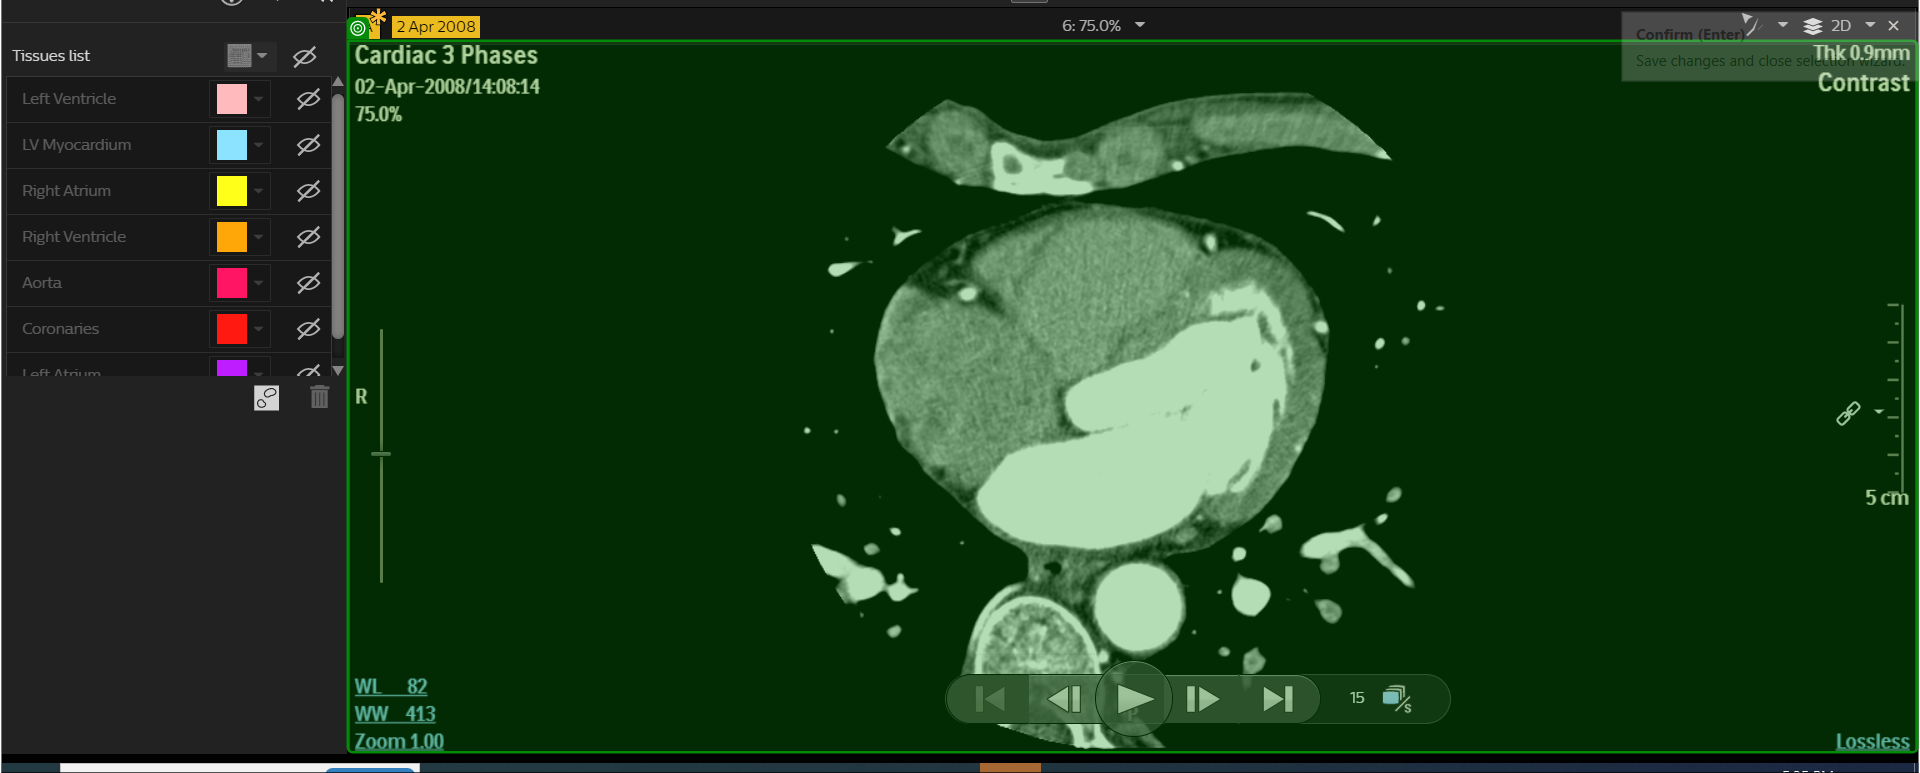 2 Apr 2008
6: 75.0%
2D
Confirm (Enter)
Save changes and close selection wizard.
Tissues list
Left Ventricle
LV Myocardium
Right Atrium
Right Ventricle
Aorta
Coronaries
Left Atrium
Cardiac 3 Phases
02-Apr-2008/14:08:14
75.0%
Thk 0.9mm
Contrast
R
5 cm
WL 82
WW 413
Zoom 1.00
15
/s
Lossless